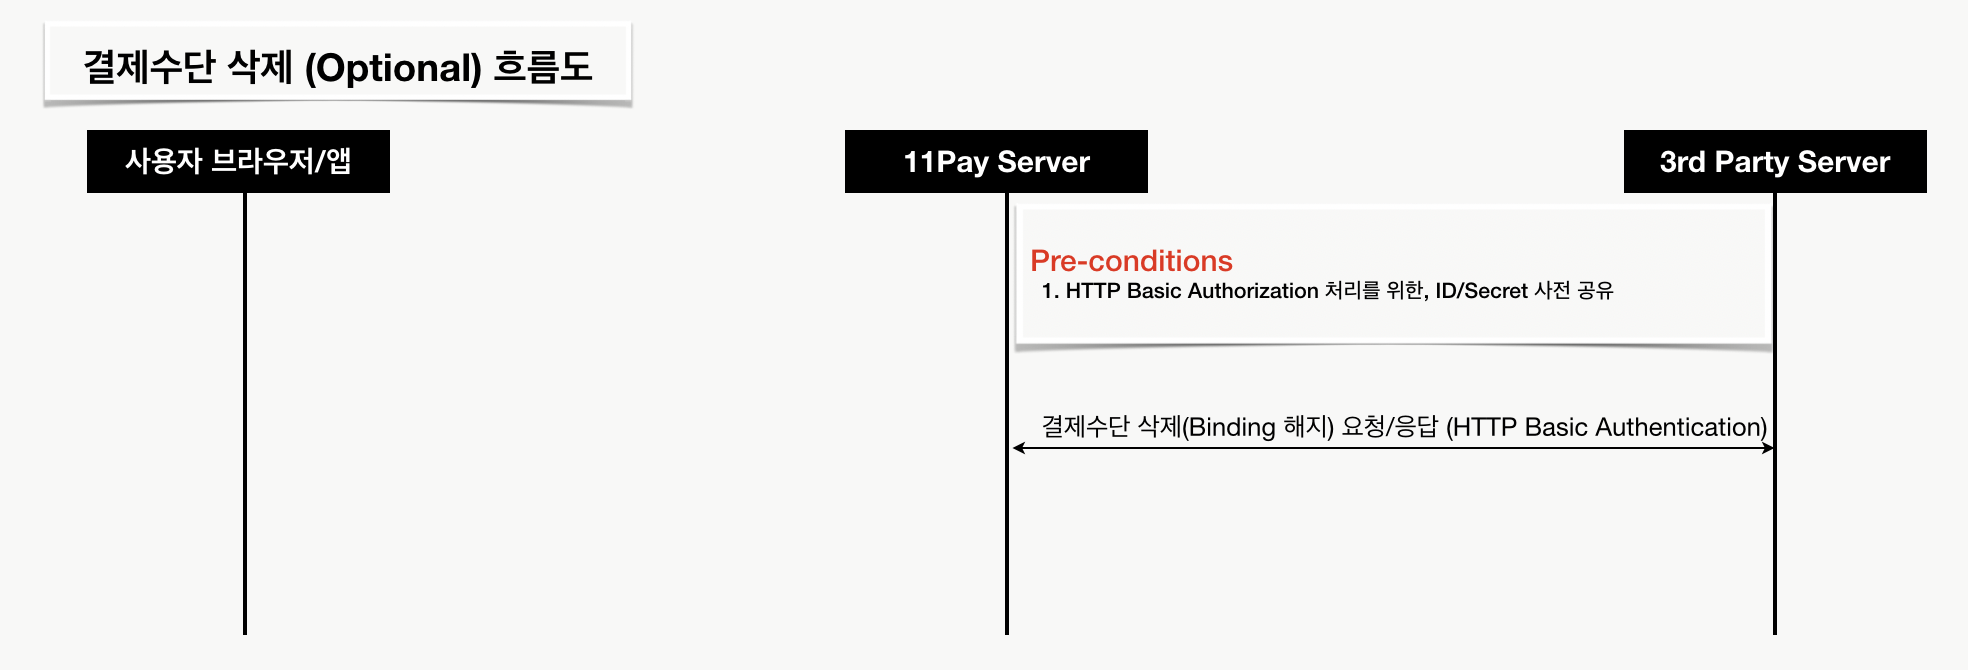 결제수단 삭제 (Optional) 흐름도
사용자 브라우저/앱
11Pay Server
3rd Party Server
Pre-conditions
1. HTTP Basic Authorization 처리를 위한, ID/Secret 사전 공유
결제수단 삭제(Binding 해지) 요청/응답 (HTTP Basic Authentication)